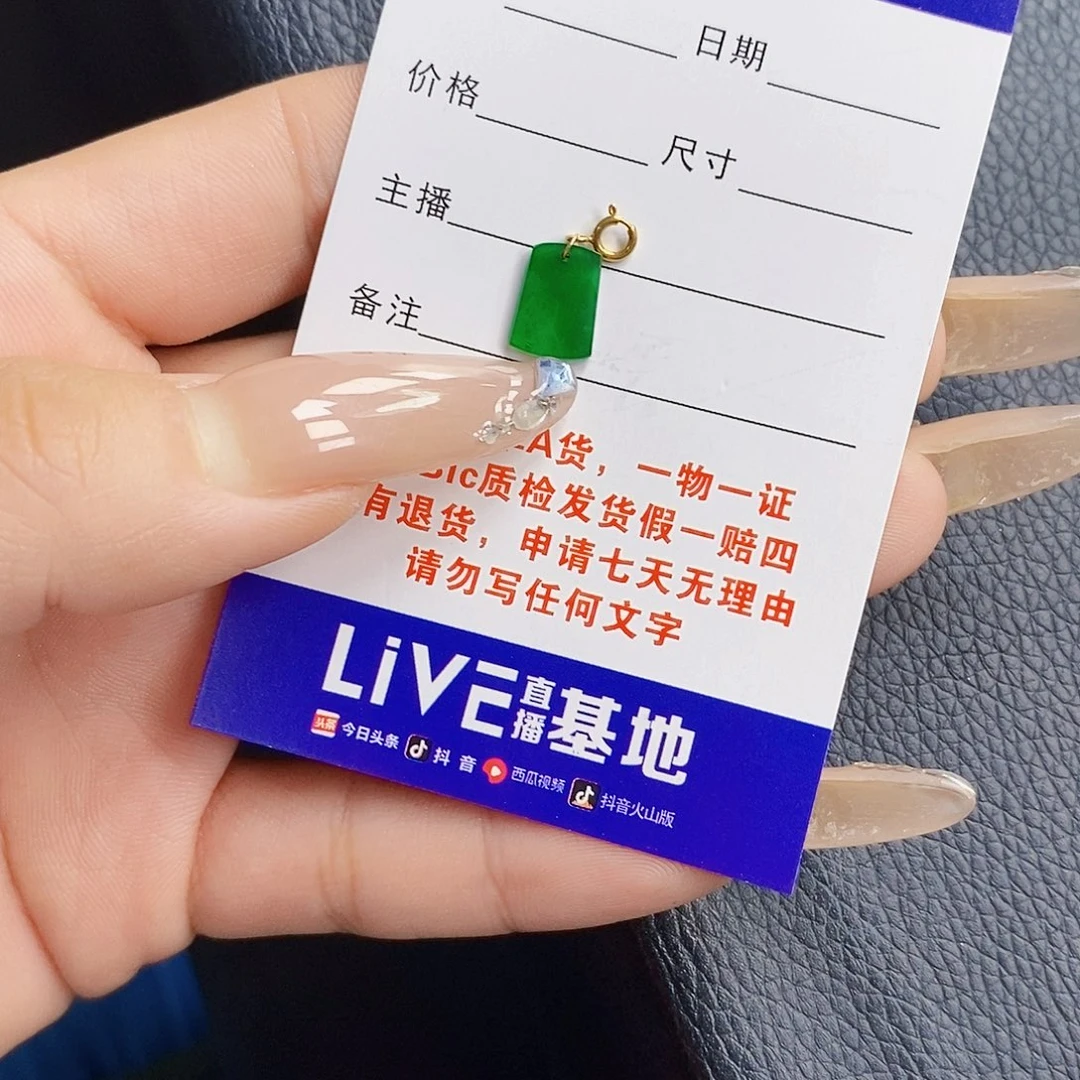 日期
价格
尺寸
主播
备注
A货，一物一证
ic质检发货假一赔四
有退货，申请七天无理由
请勿写任何文字
LiVE直播基地
头条 今日头条 抖音 西瓜视频 抖音火山版